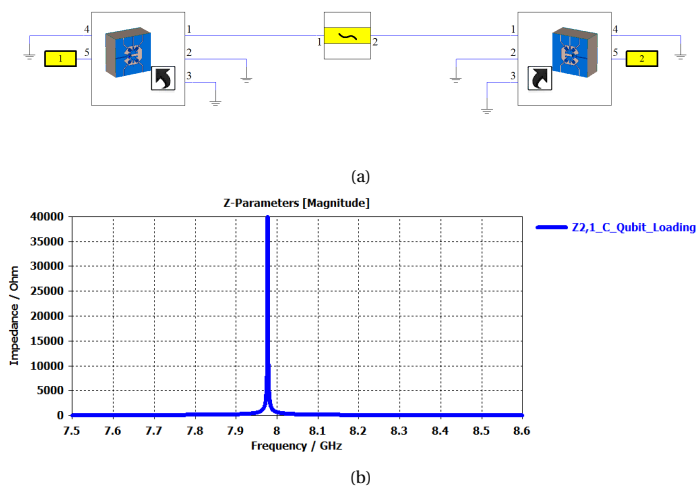 4 1 1 4
1 5 1 2 2 5 2
2
3 3
(a)
Z-Parameters [Magnitude]
Z2,1_C_Qubit_Loading
40000
35000
30000
25000
20000
15000
10000
5000
0
Impedance / Ohm
7.5 7.6 7.7 7.8 7.9 8 8.1 8.2 8.3 8.4 8.5 8.6
Frequency / GHz
(b)